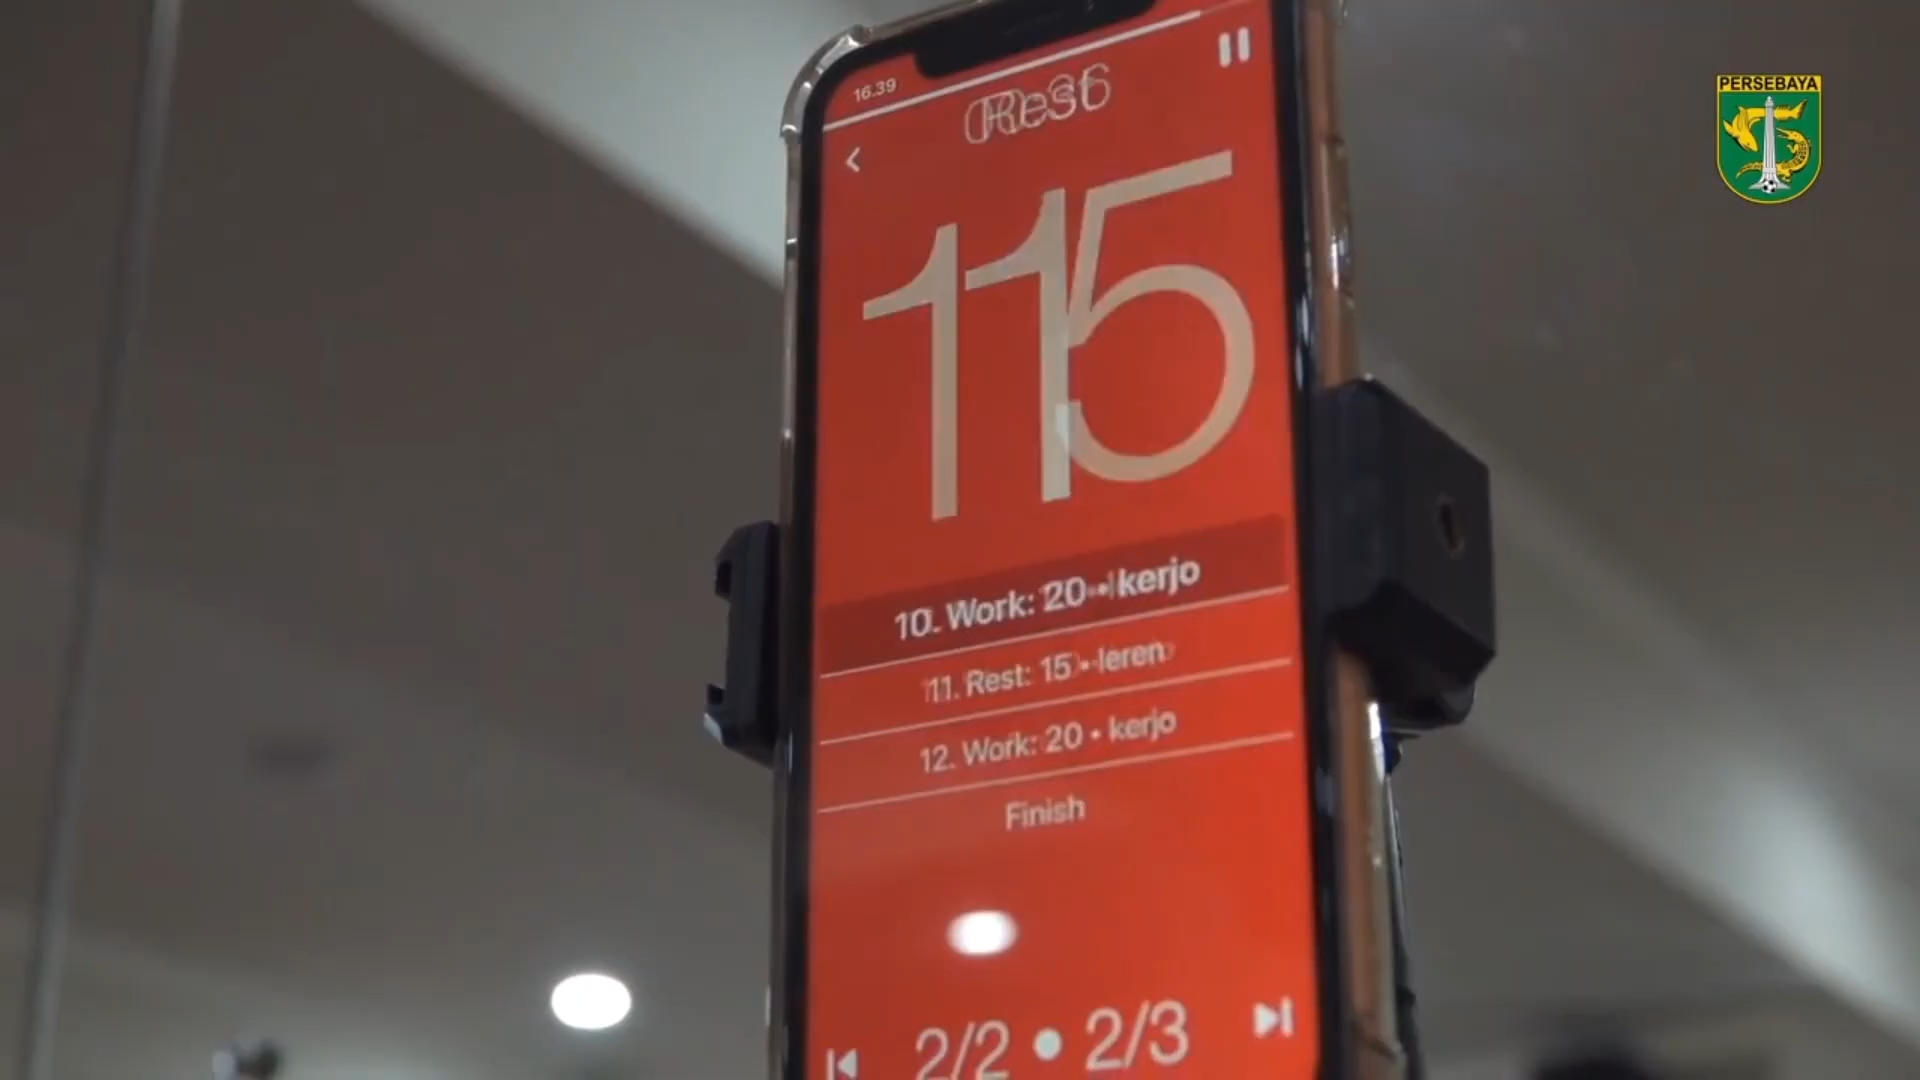 PERSEBAYA
16.39
Rest
10. Work: 20 • kerjo
11. Rest: 15 • leren
12. Work: 20 • kerjo
Finish
2/2 • 2/3